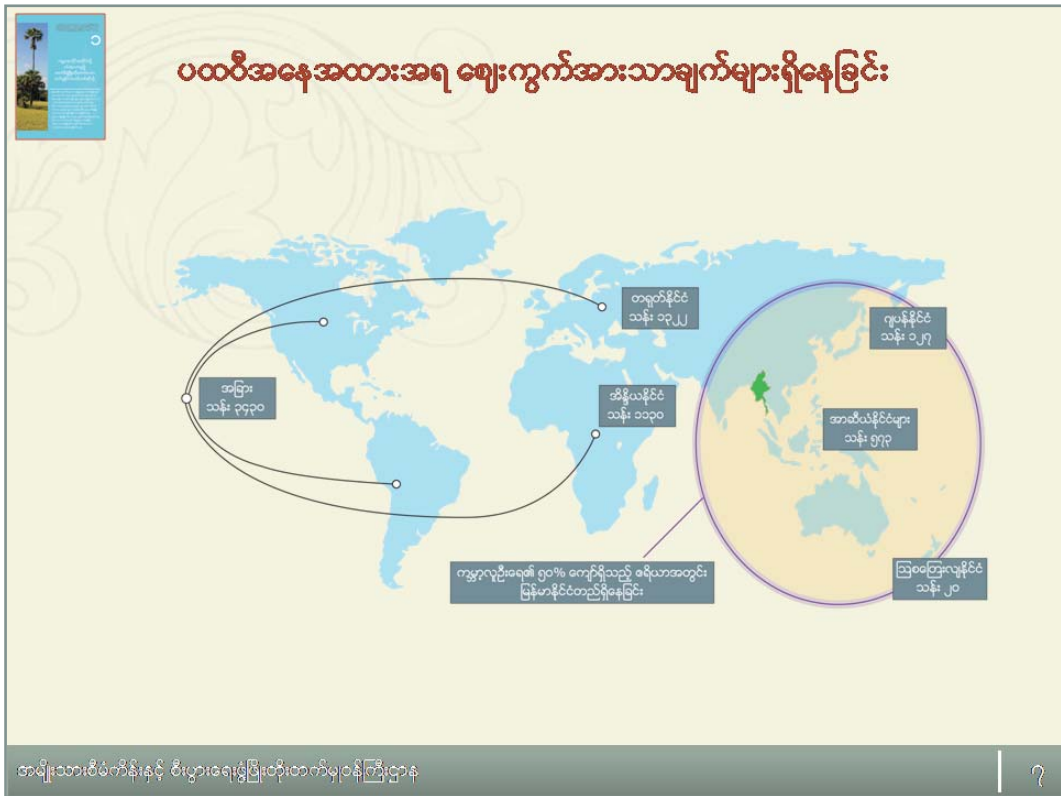 ၁
ပထဝီအနေအထားအရ ဈေးကွက်အားသာချက်များရှိနေခြင်း
တရုတ်နိုင်ငံ
သန်း ၁၃၂၂
ဂျပန်နိုင်ငံ
သန်း ၁၂၇
အခြား
သန်း ၃၄၃၀
အိန္ဒိယနိုင်ငံ
သန်း ၁၁၃၀
အာဆီယံနိုင်ငံများ
သန်း ၅၇၃
ကမ္ဘာ့လူဦးရေ၏ ၅၀% ကျော်ရှိသည့် ဧရိယာအတွင်း
မြန်မာနိုင်ငံတည်ရှိနေခြင်း
ဩစတြေးလျနိုင်ငံ
သန်း ၂၀
အမျိုးသားစီမံကိန်းနှင့် စီးပွားရေးဖွံ့ဖြိုးတိုးတက်မှုဝန်ကြီးဌာန
၇